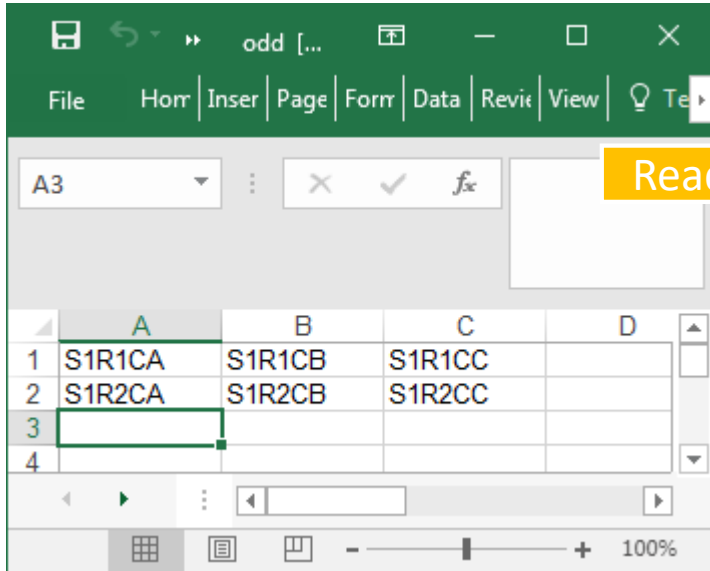 odd [...
File Hom Inser Page Form Data Revie View Te
A3 fx
Read
A B C D
1 S1R1CA S1R1CB S1R1CC
2 S1R2CA S1R2CB S1R2CC
3
4
100%